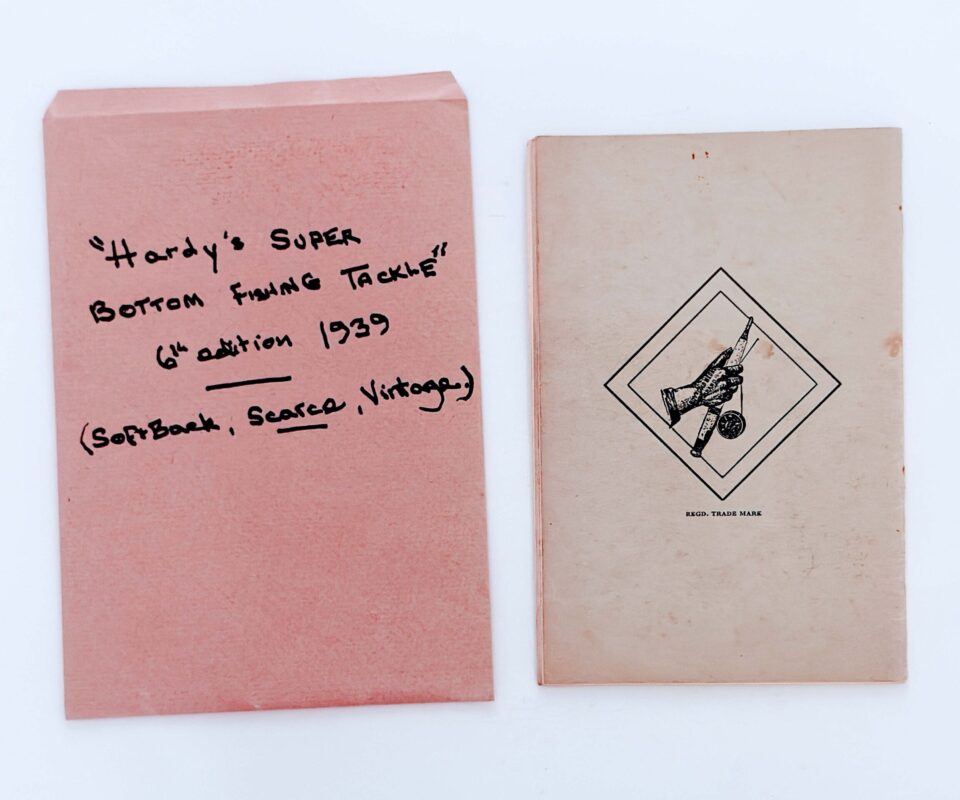 "Hardy's SUPER
BOTTOM FISHING TACKLE"
6th edition 1939
(SoftBack, Scarce, Vintage)
REGD. TRADE MARK